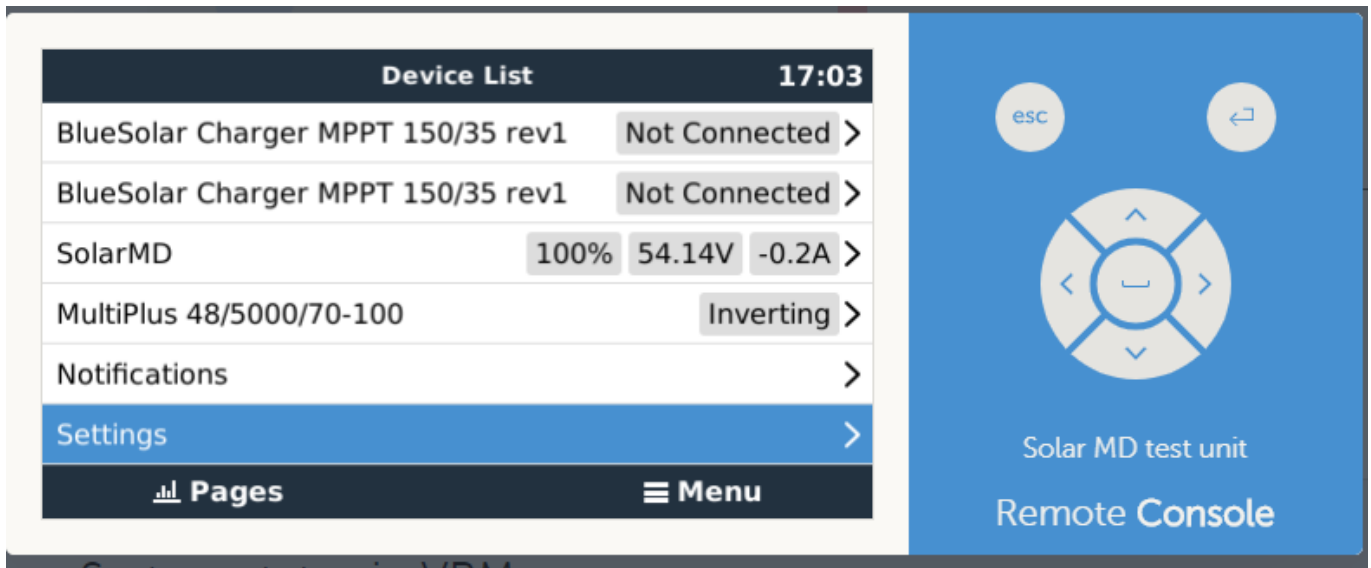 Device List 17:03
BlueSolar Charger MPPT 150/35 rev1 Not Connected
BlueSolar Charger MPPT 150/35 rev1 Not Connected
SolarMD 100% 54.14V -0.2A
MultiPlus 48/5000/70-100 Inverting
Notifications
Settings
Pages Menu
esc
Solar MD test unit
Remote Console